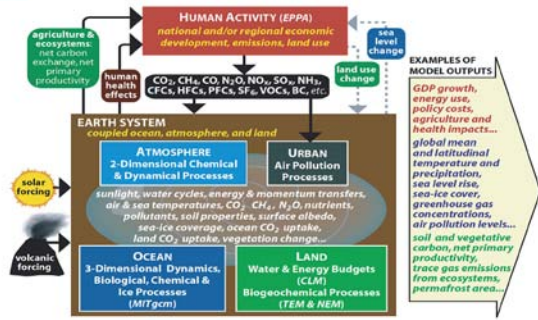 HUMAN ACTIVITY (EPPA)
national and/or regional economic
development, emissions, land use
agriculture &
ecosystems:
net carbon
exchange, net
primary
productivity
human
health
effects
CO2, CH4, CO, N2O, NOx, SOx, NH3,
CFCs, HFCs, PFCs, SF6, VOCs, BC, etc.
land use
change
sea
level
change
EARTH SYSTEM
coupled ocean, atmosphere, and land
ATMOSPHERE
2-Dimensional Chemical
& Dynamical Processes
URBAN
Air Pollution
Processes
sunlight, water cycles, energy & momentum transfers,
air & sea temperatures, CO2, CH4, N2O, nutrients,
pollutants, soil properties, surface albedo,
sea-ice coverage, ocean CO2 uptake,
land CO2 uptake, vegetation change...
solar
forcing
volcanic
forcing
OCEAN
3-Dimensional Dynamics,
Biological, Chemical &
Ice Processes
(MITgcm)
LAND
Water & Energy Budgets
(CLM)
Biogeochemical Processes
(TEM & NEM)
EXAMPLES OF
MODEL OUTPUTS
GDP growth,
energy use,
policy costs,
agriculture and
health impacts...
global mean
and latitudinal
temperature and
precipitation,
sea level rise,
sea-ice cover,
greenhouse gas
concentrations,
air pollution levels...
soil and vegetative
carbon, net primary
productivity,
trace gas emissions
from ecosystems,
permafrost area...